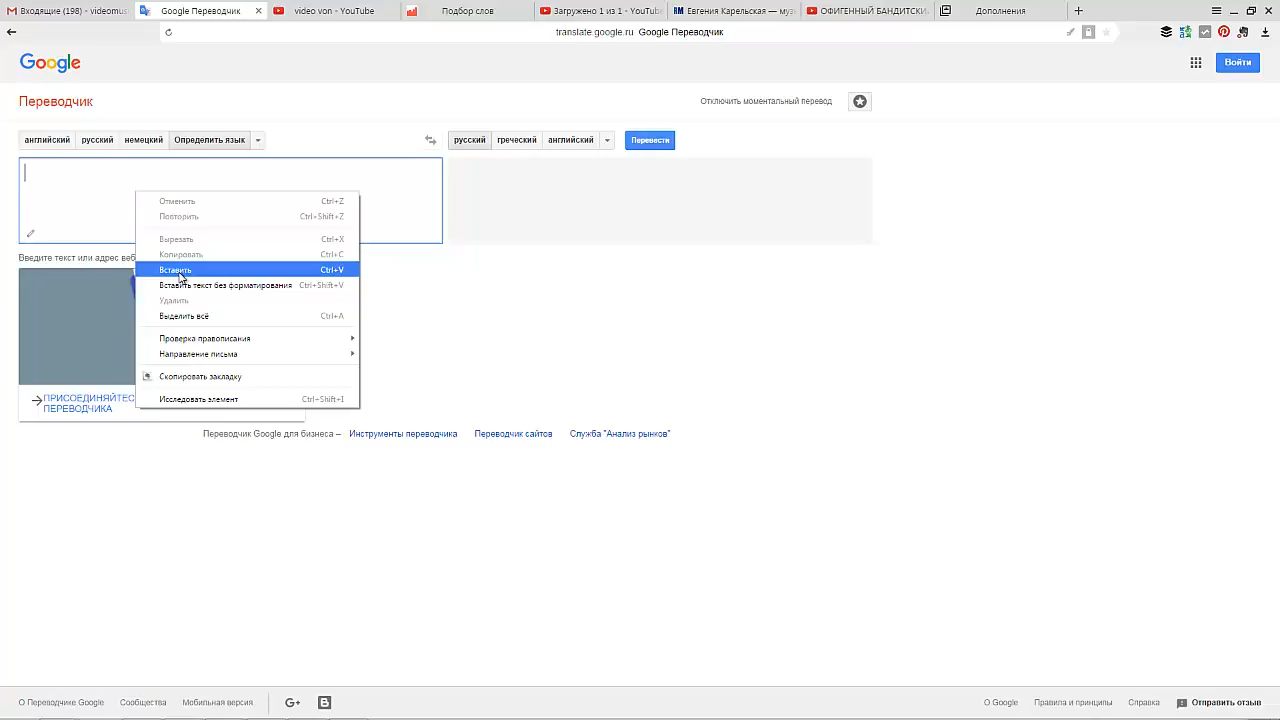 Входящие (198) - videomus
Google Переводчик
video von - YouTube
Подбор слов
Загружено 1 из 1 - YouTube
Евгения Карельская — муз
ОФИГЕННЫЙ БАНДИТСКИ
Дополнения
translate.google.ru Google Переводчик
Google
Войти
Переводчик
Отключить моментальный перевод
английский русский немецкий Определить язык
русский греческий английский Перевести
Отменить Ctrl+Z
Повторить Ctrl+Shift+Z
Вырезать Ctrl+X
Копировать Ctrl+C
Вставить Ctrl+V
Вставить текст без форматирования Ctrl+Shift+V
Удалить
Выделить всё Ctrl+A
Проверка правописания
Направление письма
Скопировать закладку
Исследовать элемент Ctrl+Shift+I
Введите текст или адрес веб
ПРИСОЕДИНЯЙТЕС
ПЕРЕВОДЧИКА
Переводчик Google для бизнеса – Инструменты переводчика Переводчик сайтов Служба "Анализ рынков"
О Переводчике Google Сообщества Мобильная версия G+ B О Google Правила и принципы Справка Отправить отзыв